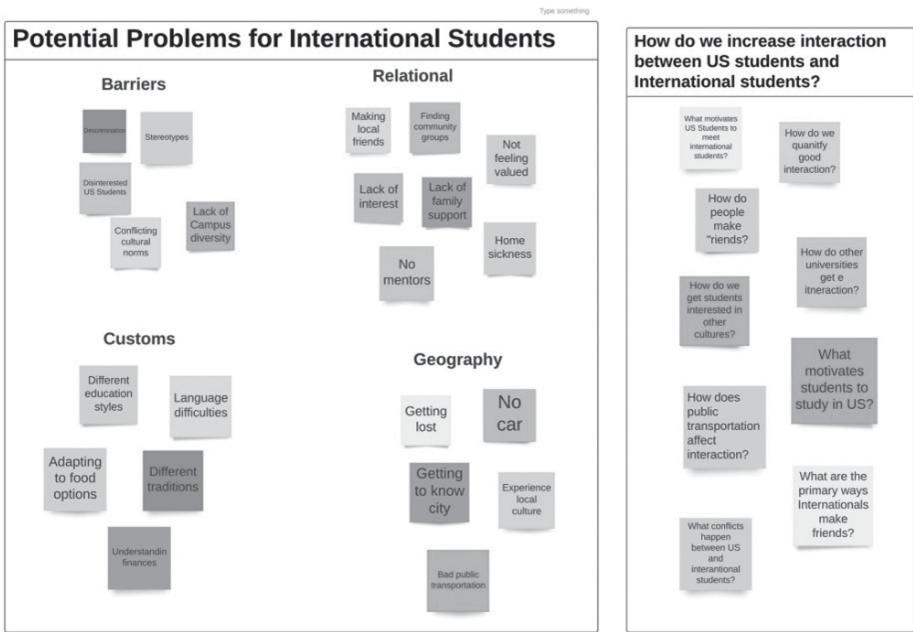 Type something
Potential Problems for International Students
Barriers
Descrimination
Stereotypes
Disinterested
US Students
Conflicting
cultural
norms
Lack of
Campus
diversity
Relational
Making
local
friends
Finding
community
groups
Not
feeling
valued
Lack of
interest
Lack of
family
support
Home
sickness
No
mentors
Customs
Different
education
styles
Language
difficulties
Adapting
to food
options
Different
traditions
Understandin
finances
Geography
Getting
lost
No
car
Getting
to know
city
Experience
local
culture
Bad public
transportation
How do we increase interaction
between US students and
International students?
What motivates
US Students to
meet
international
students?
How do we
quanitfy
good
interaction?
How do
people
make
"riends?
How do other
universities
get e
itneraction?
How do we
get students
interested in
other
cultures?
What
motivates
students to
study in US?
How does
public
transportation
affect
interaction?
What are the
primary ways
Internationals
make
friends?
What conflicts
happen
between US
and
interantional
students?